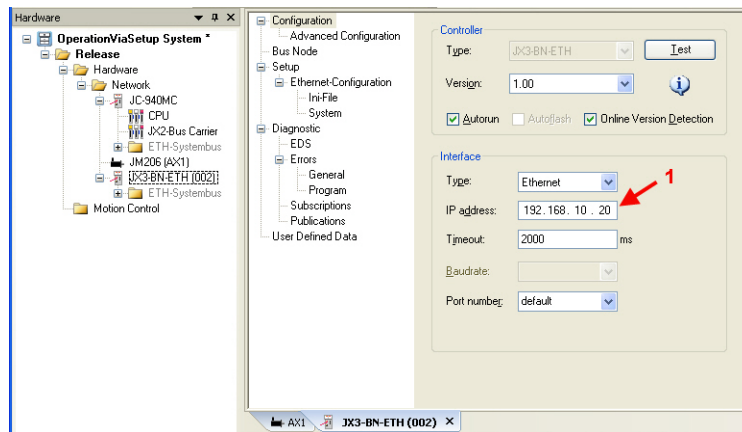 Hardware
OperationViaSetup System *
Release
Hardware
Network
JC-940MC
CPU
JX2-Bus Carrier
ETH-Systembus
JM206 (AX1)
JX3-BN-ETH (002)
ETH-Systembus
Motion Control
Configuration
Advanced Configuration
Bus Node
Setup
Ethernet-Configuration
Ini-File
System
Diagnostic
EDS
Errors
General
Program
Subscriptions
Publications
User Defined Data
Controller
Type: JX3-BN-ETH Test
Version: 1.00
Autorun Autoflash Online Version Detection
Interface
Type: Ethernet
1
IP address: 192.168. 10 . 20
Timeout: 2000 ms
Baudrate:
Port number: default
AX1 JX3-BN-ETH (002)